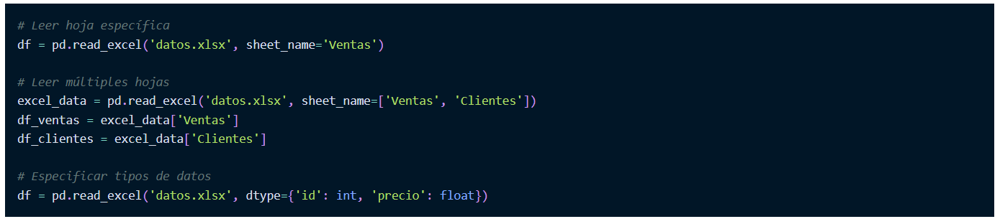 # Leer hoja específica
df = pd.read_excel('datos.xlsx', sheet_name='Ventas')
# Leer múltiples hojas
excel_data = pd.read_excel('datos.xlsx', sheet_name=['Ventas', 'Clientes'])
df_ventas = excel_data['Ventas']
df_clientes = excel_data['Clientes']
# Especificar tipos de datos
df = pd.read_excel('datos.xlsx', dtype={'id': int, 'precio': float})